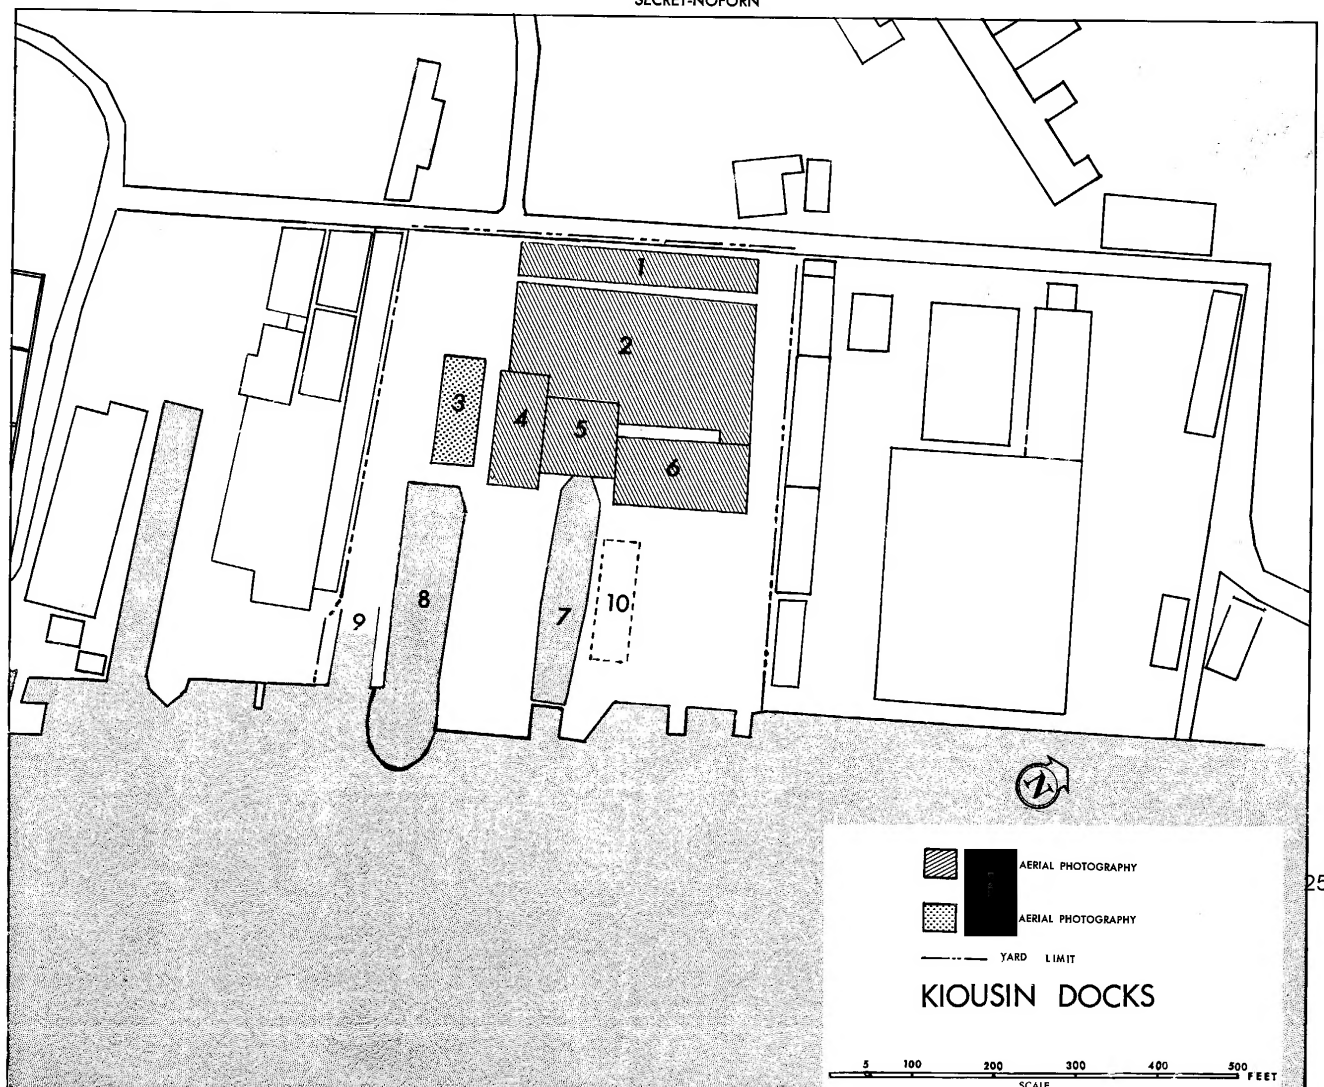 SECRET-NOFORN
1
2
3
4
5
6
7
8
9
10
N
AERIAL PHOTOGRAPHY
25
AERIAL PHOTOGRAPHY
YARD LIMIT
KIOUSIN DOCKS
5 100 200 300 400 500 FEET
SCALE